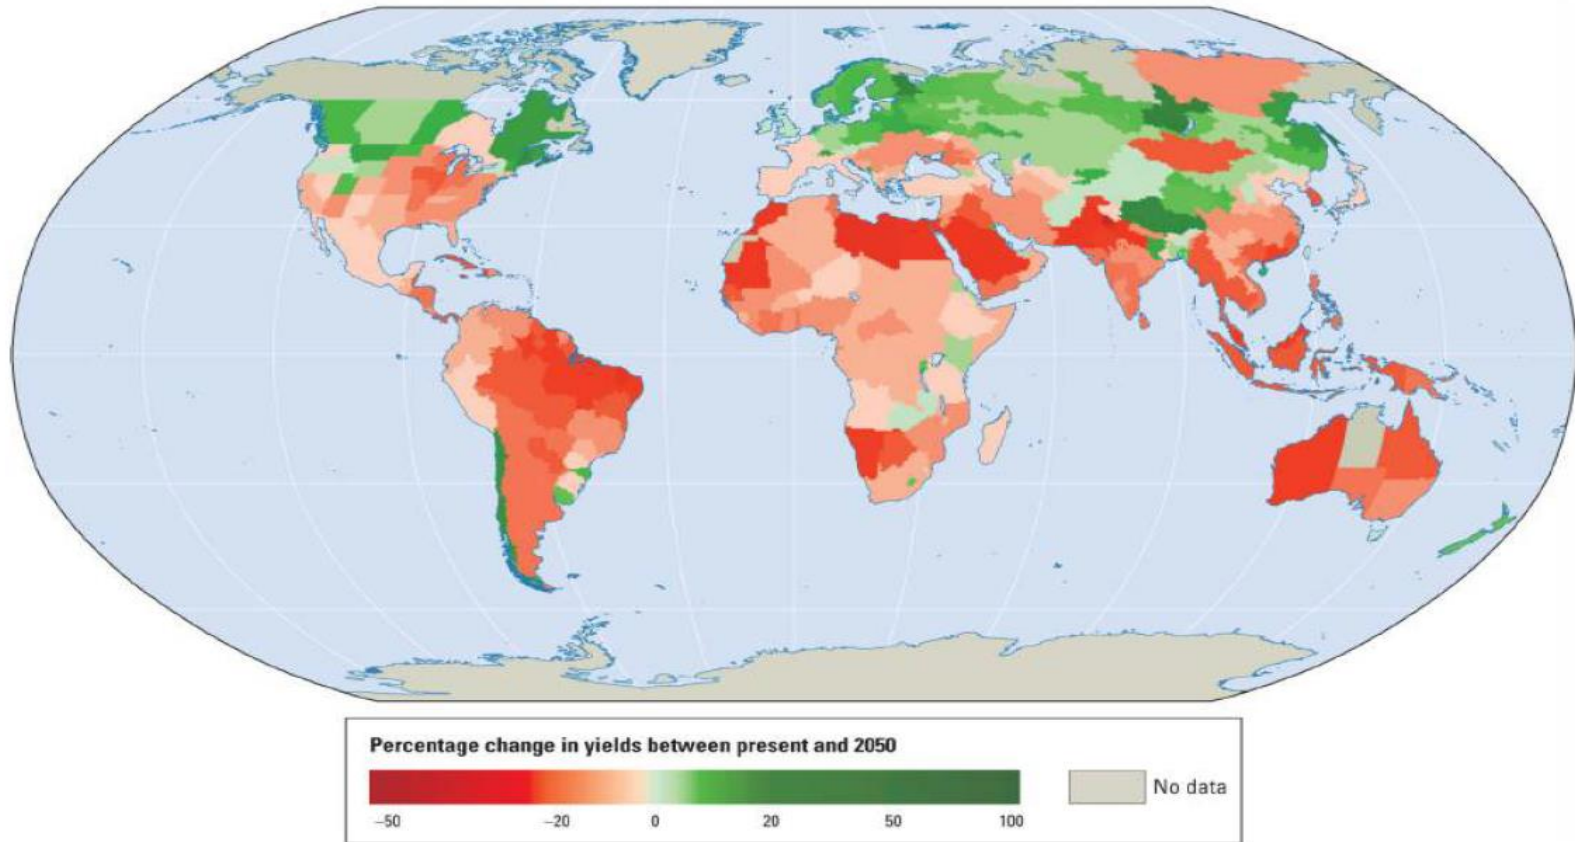 Percentage change in yields between present and 2050
No data
−50 −20 0 20 50 100